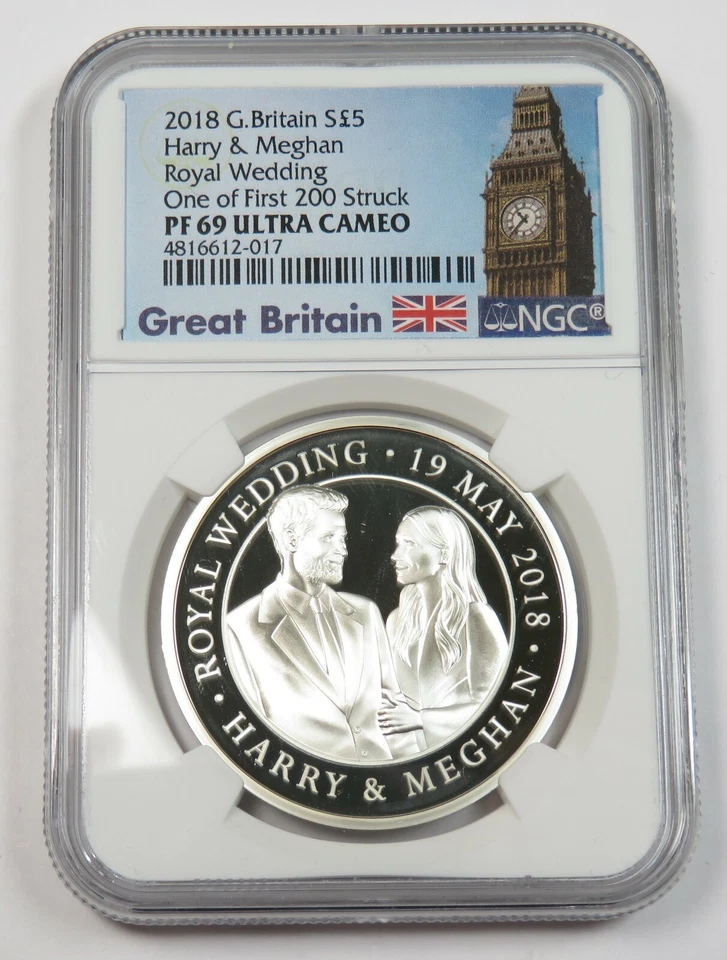 2018 G.Britain S£5
Harry & Meghan
Royal Wedding
One of First 200 Struck
PF 69 ULTRA CAMEO
4816612-017
Great Britain NGC®
ROYAL WEDDING · 19 MAY 2018 ·
HARRY & MEGHAN ·